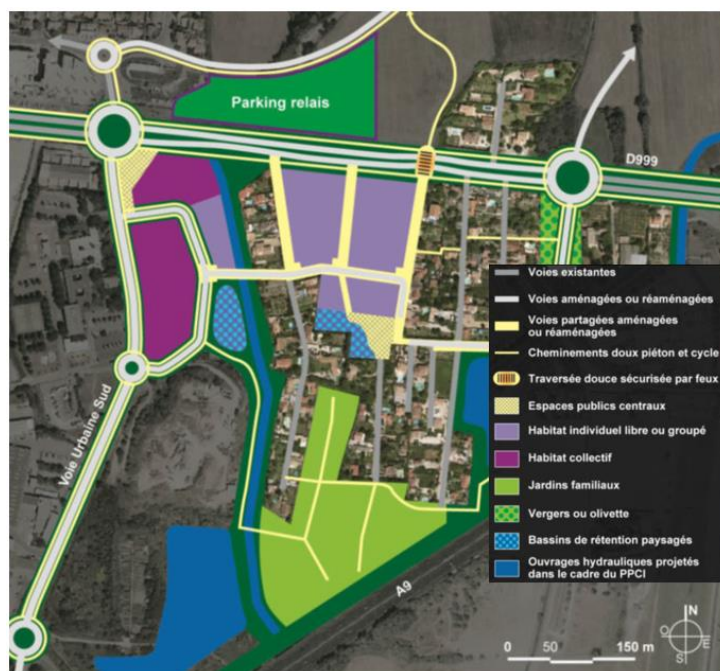 Parking relais
D999
Voies existantes
Voies aménagées ou réaménagées
Voies partagées aménagées
ou réaménagées
Cheminements doux piéton et cycle
Traversée douce sécurisée par feux
Espaces publics centraux
Habitat individuel libre ou groupé
Habitat collectif
Jardins familiaux
Vergers ou olivette
Bassins de rétention paysagés
Ouvrages hydrauliques projetés
dans le cadre du PPCI
Voie Urbaine Sud
A9
N
O
E
S
0 50 150 m